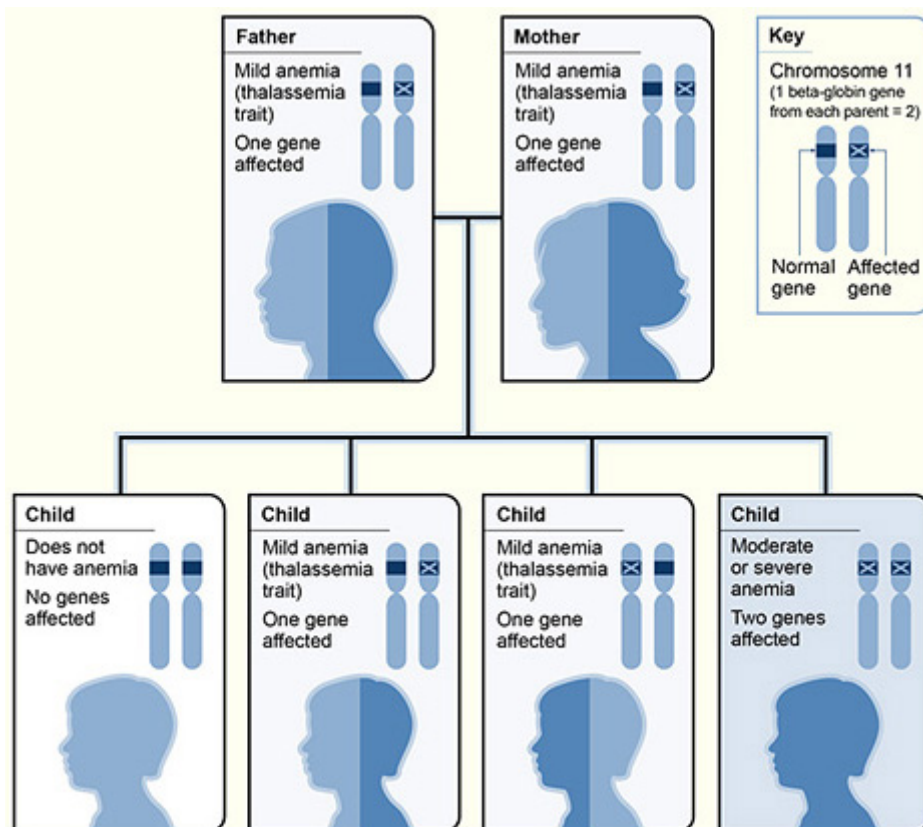 Father
Mild anemia
(thalassemia
trait)
One gene
affected
Mother
Mild anemia
(thalassemia
trait)
One gene
affected
Key
Chromosome 11
(1 beta-globin gene
from each parent = 2)
Normal
gene
Affected
gene
Child
Does not
have anemia
No genes
affected
Child
Mild anemia
(thalassemia
trait)
One gene
affected
Child
Mild anemia
(thalassemia
trait)
One gene
affected
Child
Moderate
or severe
anemia
Two genes
affected